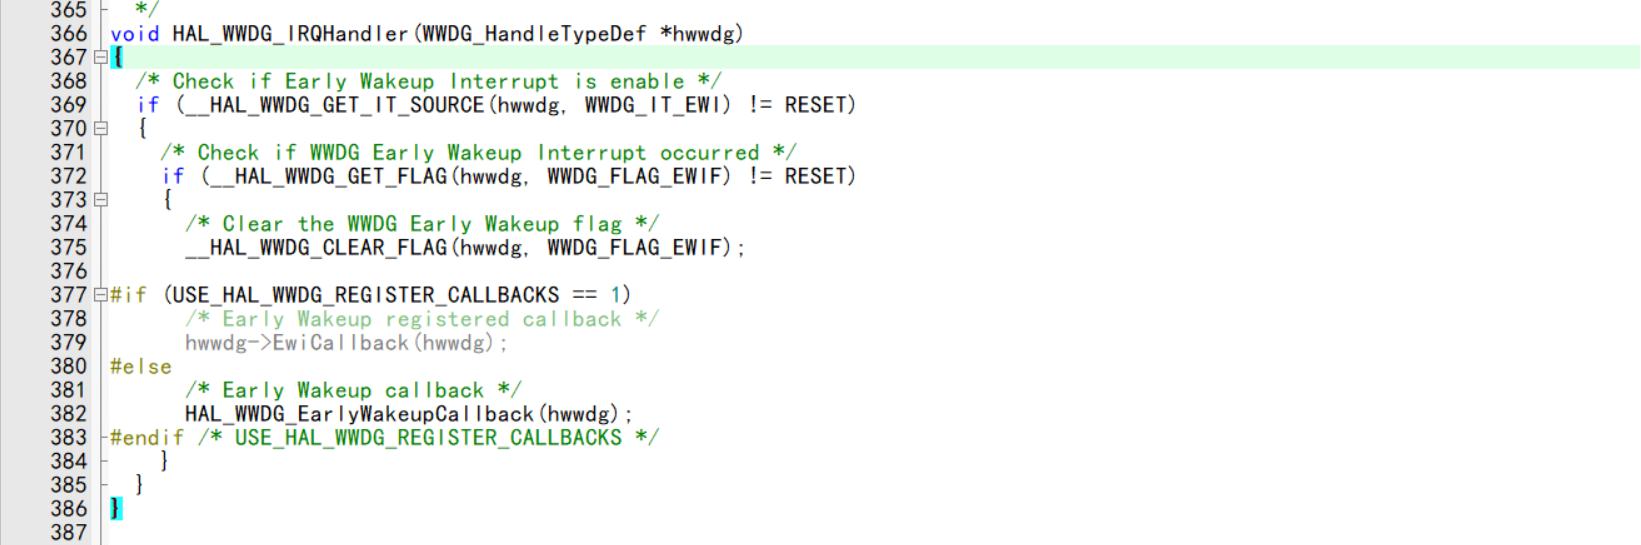 365   */
366 void HAL_WWDG_IRQHandler(WWDG_HandleTypeDef *hwwdg)
367 {
368   /* Check if Early Wakeup Interrupt is enable */
369   if (__HAL_WWDG_GET_IT_SOURCE(hwwdg, WWDG_IT_EWI) != RESET)
370   {
371     /* Check if WWDG Early Wakeup Interrupt occurred */
372     if (__HAL_WWDG_GET_FLAG(hwwdg, WWDG_FLAG_EWIF) != RESET)
373     {
374       /* Clear the WWDG Early Wakeup flag */
375       __HAL_WWDG_CLEAR_FLAG(hwwdg, WWDG_FLAG_EWIF);
376
377 #if (USE_HAL_WWDG_REGISTER_CALLBACKS == 1)
378       /* Early Wakeup registered callback */
379       hwwdg->EwiCallback(hwwdg);
380 #else
381       /* Early Wakeup callback */
382       HAL_WWDG_EarlyWakeupCallback(hwwdg);
383 #endif /* USE_HAL_WWDG_REGISTER_CALLBACKS */
384     }
385   }
386 }
387